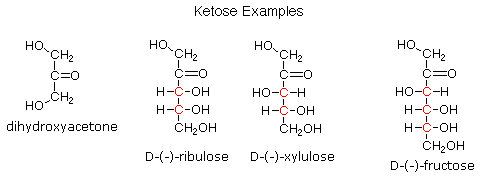 Ketose Examples
HO
CH2
C=O
HO
CH2
dihydroxyacetone
HO
CH2
C=O
H-C-OH
H-C-OH
CH2OH
D-(-)-ribulose
HO
CH2
C=O
HO-C-H
H-C-OH
CH2OH
D-(-)-xylulose
HO
CH2
C=O
HO-C-H
H-C-OH
H-C-OH
CH2OH
D-(-)-fructose